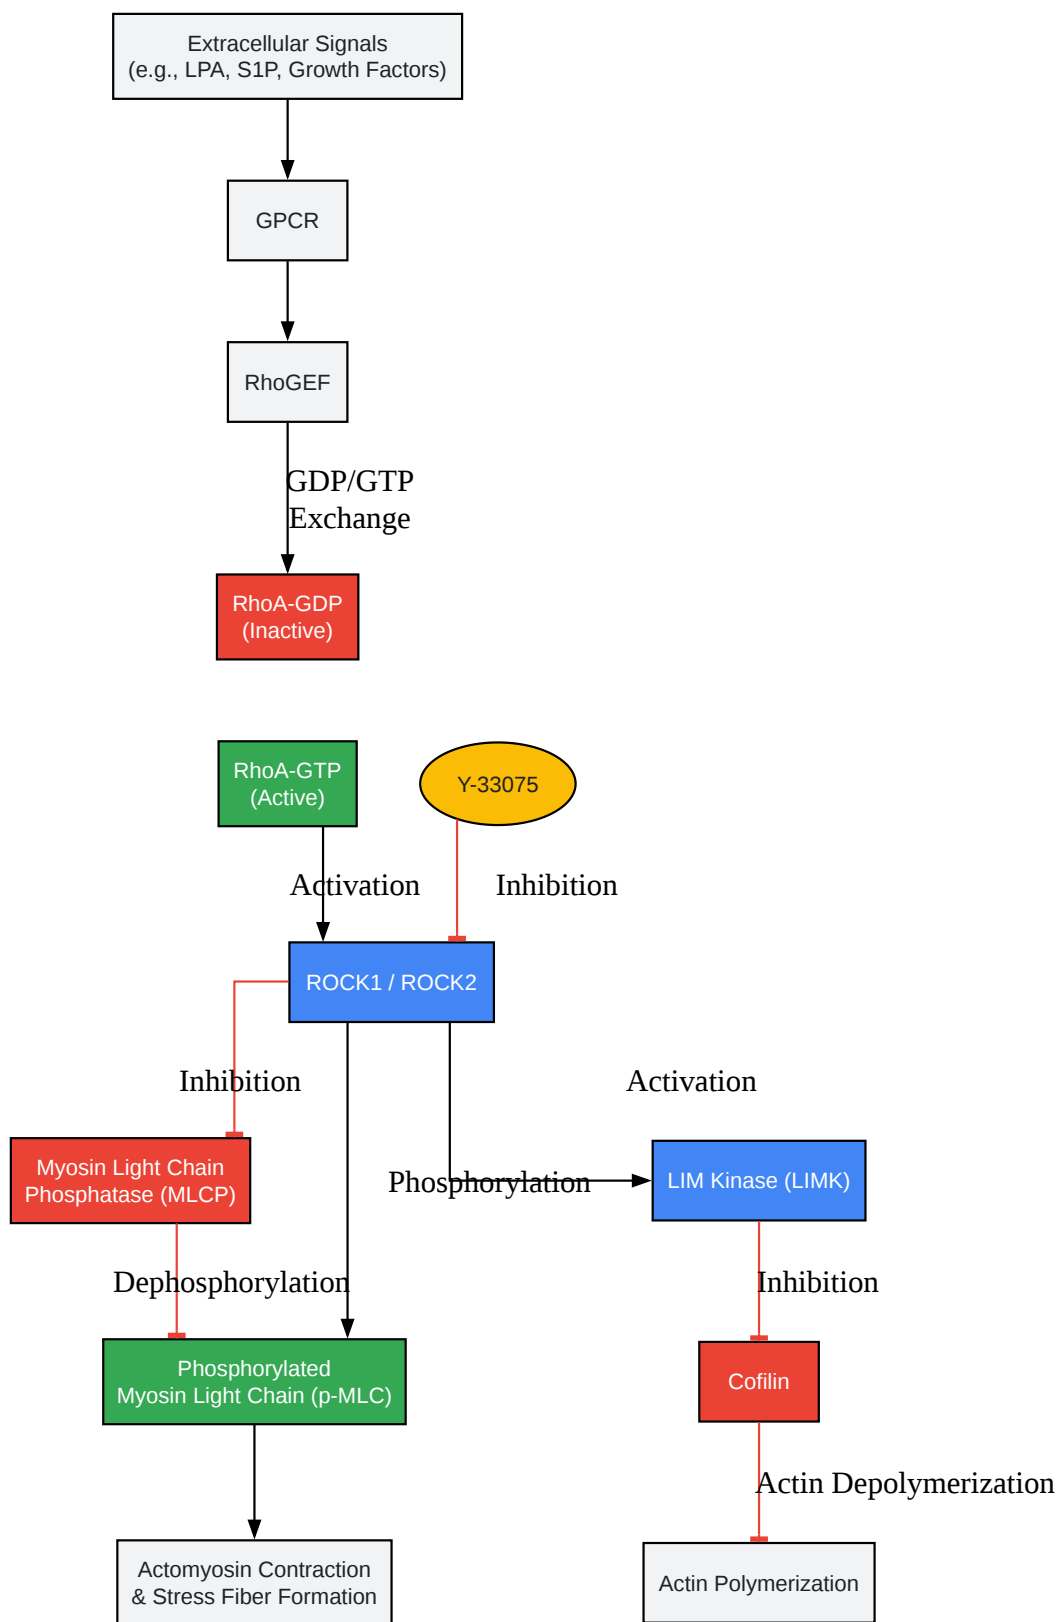 Extracellular Signals
(e.g., LPA, S1P, Growth Factors)
GPCR
RhoGEF
GDP/GTP
Exchange
RhoA-GDP
(Inactive)
RhoA-GTP
(Active)
Y-33075
Activation
Inhibition
ROCK1 / ROCK2
Inhibition
Activation
Myosin Light Chain
Phosphatase (MLCP)
Phosphorylation
LIM Kinase (LIMK)
Dephosphorylation
Inhibition
Phosphorylated
Myosin Light Chain (p-MLC)
Cofilin
Actin Depolymerization
Actomyosin Contraction
& Stress Fiber Formation
Actin Polymerization